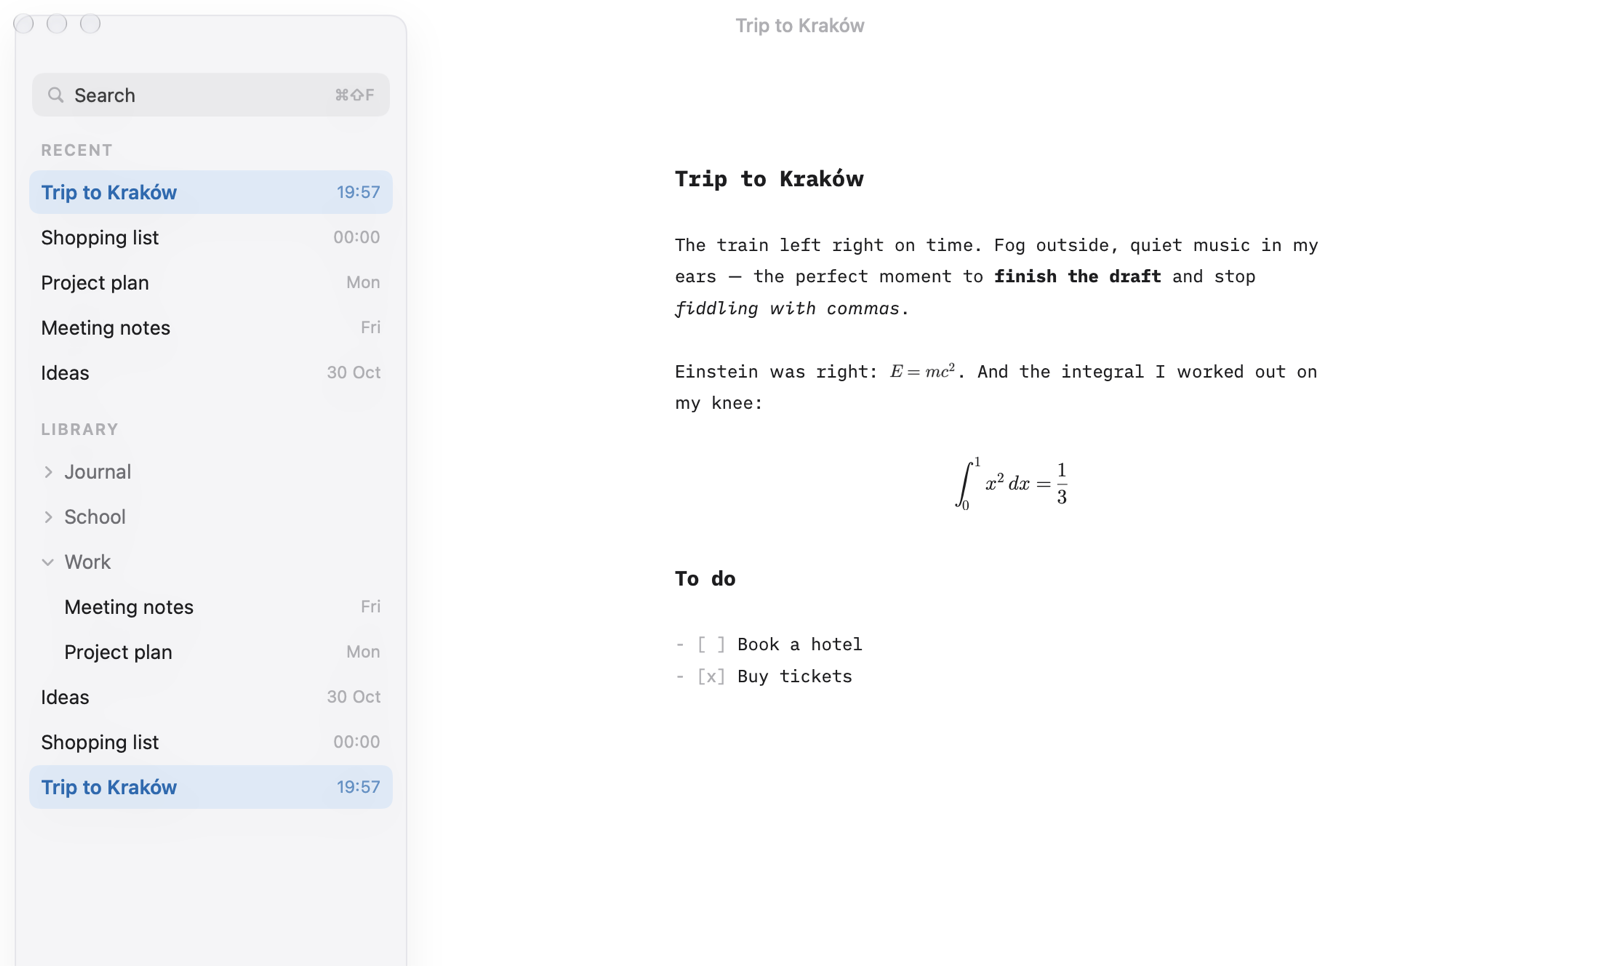 Trip to Kraków
Search ⌘⇧F
RECENT
Trip to Kraków 19:57
Shopping list 00:00
Project plan Mon
Meeting notes Fri
Ideas 30 Oct
LIBRARY
Journal
School
Work
Meeting notes Fri
Project plan Mon
Ideas 30 Oct
Shopping list 00:00
Trip to Kraków 19:57
Trip to Kraków
The train left right on time. Fog outside, quiet music in my
ears — the perfect moment to finish the draft and stop
fiddling with commas.
Einstein was right: E = mc². And the integral I worked out on
my knee:
∫₀¹ x² dx = 1/3
To do
- [ ] Book a hotel
- [x] Buy tickets